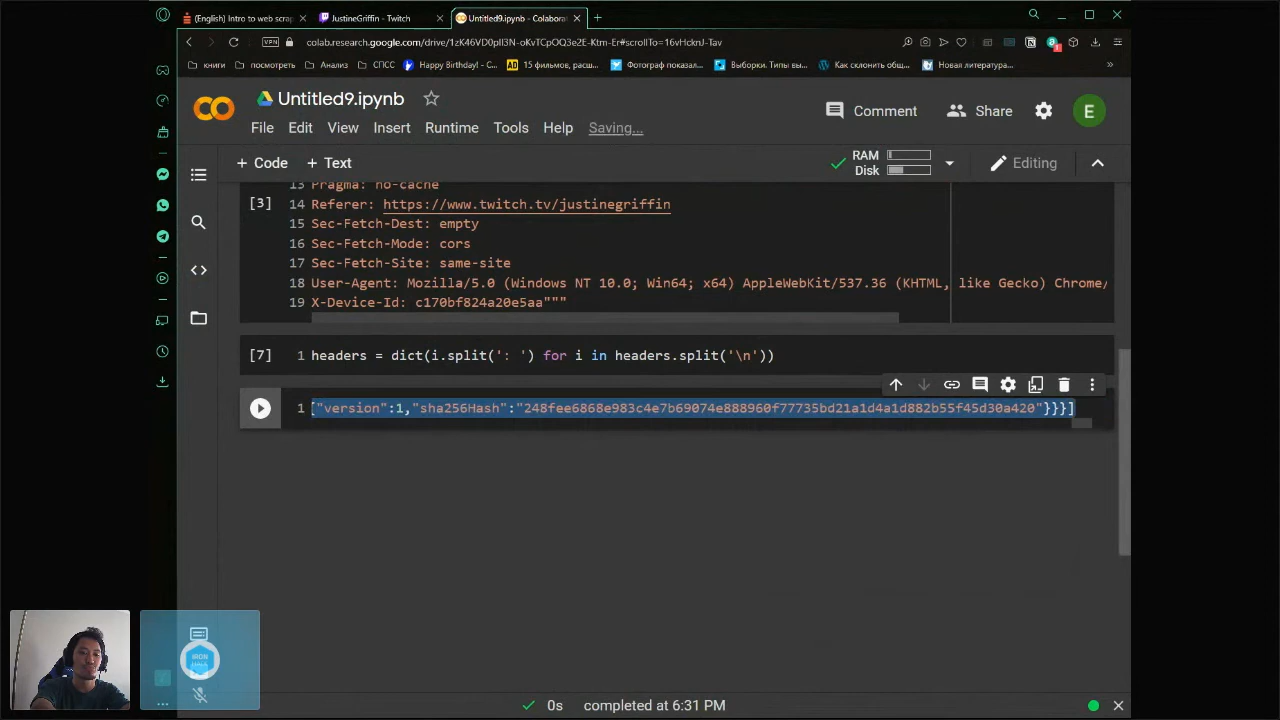 (English) Intro to web scrap
JustineGriffin - Twitch
Untitled9.ipynb - Colaborat
VPN
colab.research.google.com/drive/1zK46VD0plI3N-oKvTCpOQ3e2E-Ktm-Er#scrollTo=16vHcknJ-Tav
книги
посмотреть
Анализ
СПСС
Happy Birthday! - С...
AD
15 фильмов, расш...
Фотограф показал...
Выборки. Типы вы...
Как склонить общ...
Новая литература...
»
Untitled9.ipynb
Comment
Share
E
File Edit View Insert Runtime Tools Help Saving...
+ Code + Text
RAM
Disk
Editing
13 Pragma: no-cache
[3] 14 Referer: https://www.twitch.tv/justinegriffin
15 Sec-Fetch-Dest: empty
16 Sec-Fetch-Mode: cors
17 Sec-Fetch-Site: same-site
18 User-Agent: Mozilla/5.0 (Windows NT 10.0; Win64; x64) AppleWebKit/537.36 (KHTML, like Gecko) Chrome/
19 X-Device-Id: c170bf824a20e5aa"""
[7] 1 headers = dict(i.split(': ') for i in headers.split('\n'))
1 {"version":1,"sha256Hash":"248fee6868e983c4e7b69074e888960f77735bd21a1d4a1d882b55f45d30a420"}}}]
IRON
0s completed at 6:31 PM